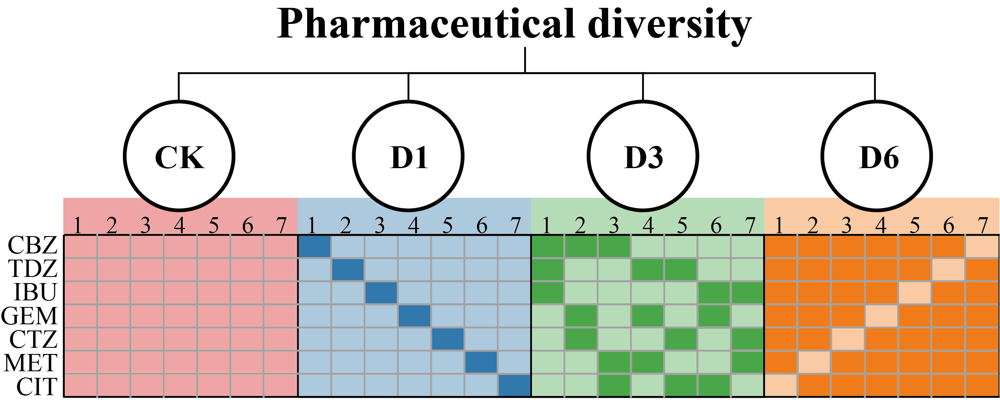 Pharmaceutical diversity
CK D1 D3 D6
1 2 3 4 5 6 7 1 2 3 4 5 6 7 1 2 3 4 5 6 7 1 2 3 4 5 6 7
CBZ
TDZ
IBU
GEM
CTZ
MET
CIT